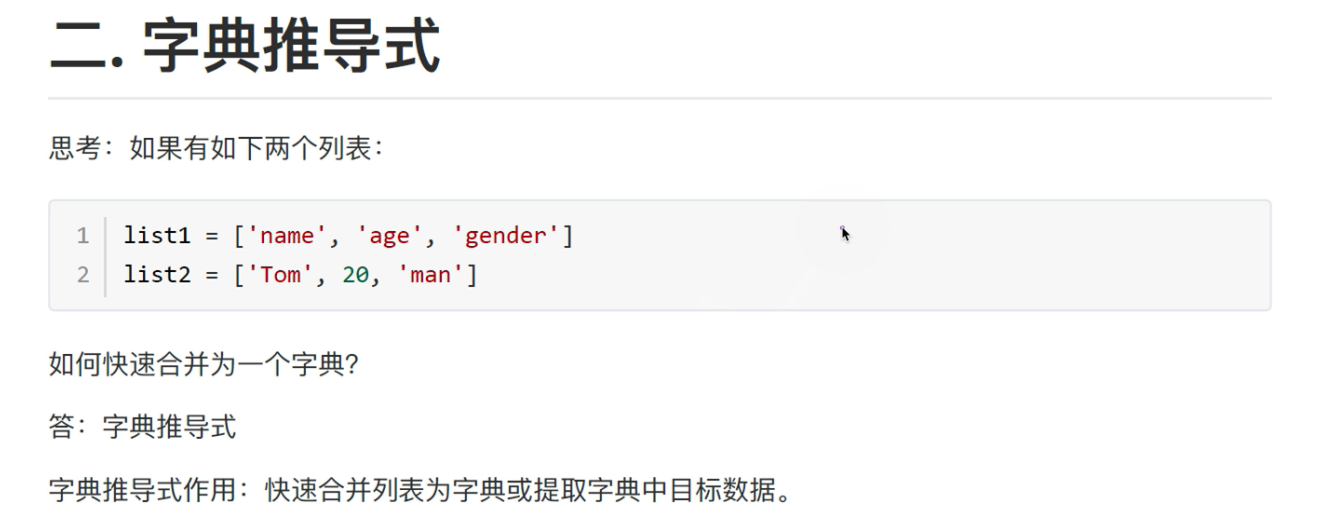 二. 字典推导式
思考：如果有如下两个列表：
1 list1 = ['name', 'age', 'gender']
2 list2 = ['Tom', 20, 'man']
如何快速合并为一个字典？
答：字典推导式
字典推导式作用：快速合并列表为字典或提取字典中目标数据。